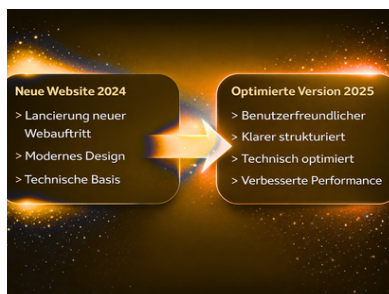 Neue Website 2024
> Lancierung neuer
Webauftritt
> Modernes Design
> Technische Basis
Optimierte Version 2025
> Benutzerfreundlicher
> Klarer strukturiert
> Technisch optimiert
> Verbesserte Performance